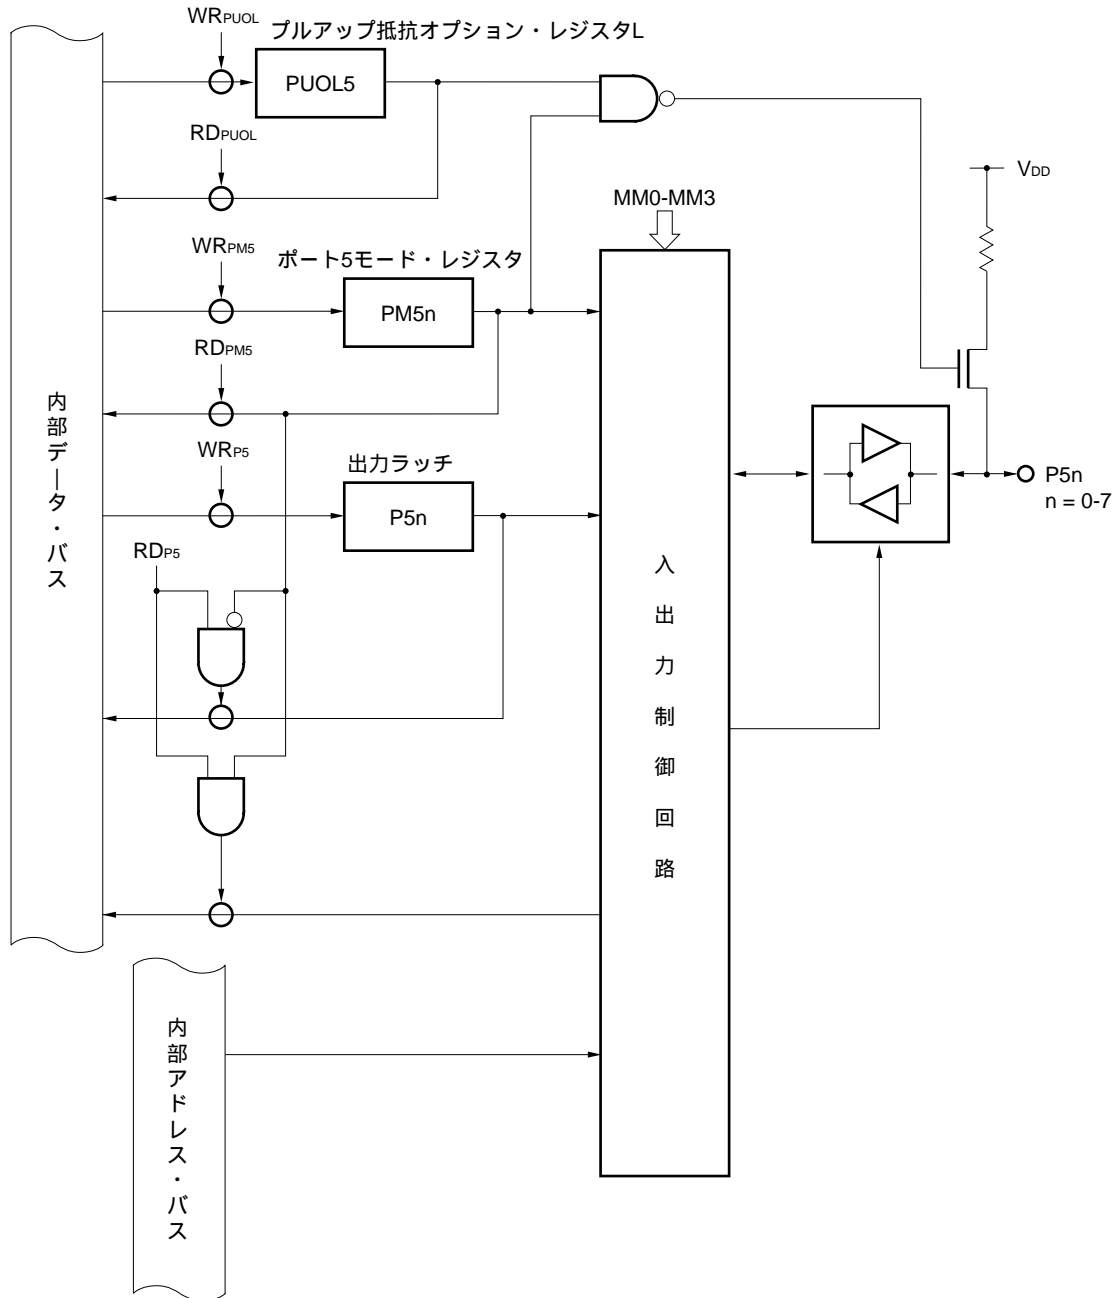 WRPUOL
プルアップ抵抗オプション・レジスタL
PUOL5
RDPUOL
VDD
MM0-MM3
WRPM5
ポート5モード・レジスタ
PM5n
RDPM5
内部データ・バス
WRP5
出力ラッチ
P5n
P5n
n = 0-7
RDP5
入出力制御回路
内部アドレス・バス